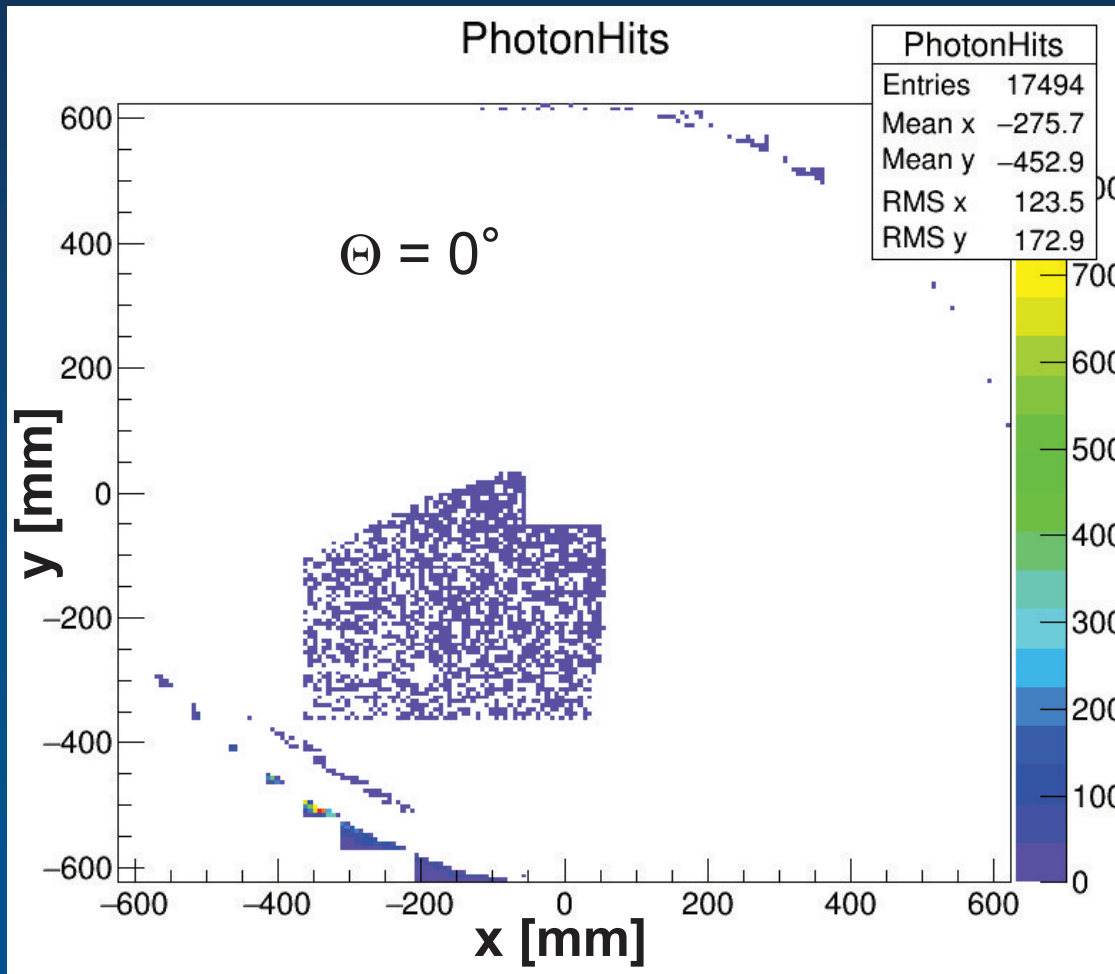 PhotonHits
PhotonHits
Entries 17494
Mean x −275.7
Mean y −452.9
RMS x 123.5
RMS y 172.9
Θ = 0°
600
400
200
0
−200
−400
−600
y [mm]
−600 −400 −200 0 200 400 600
x [mm]
700
600
500
400
300
200
100
0